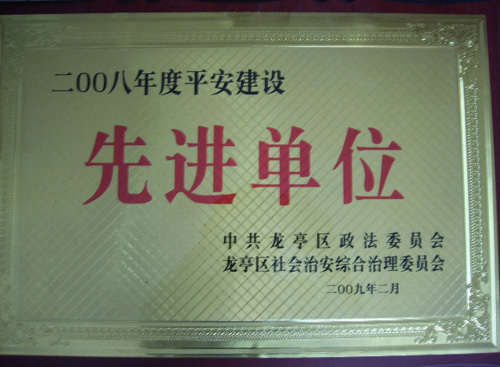 二00八年度平安建设
先进单位
中共龙亭区政法委员会
龙亭区社会治安综合治理委员会
二00九年二月